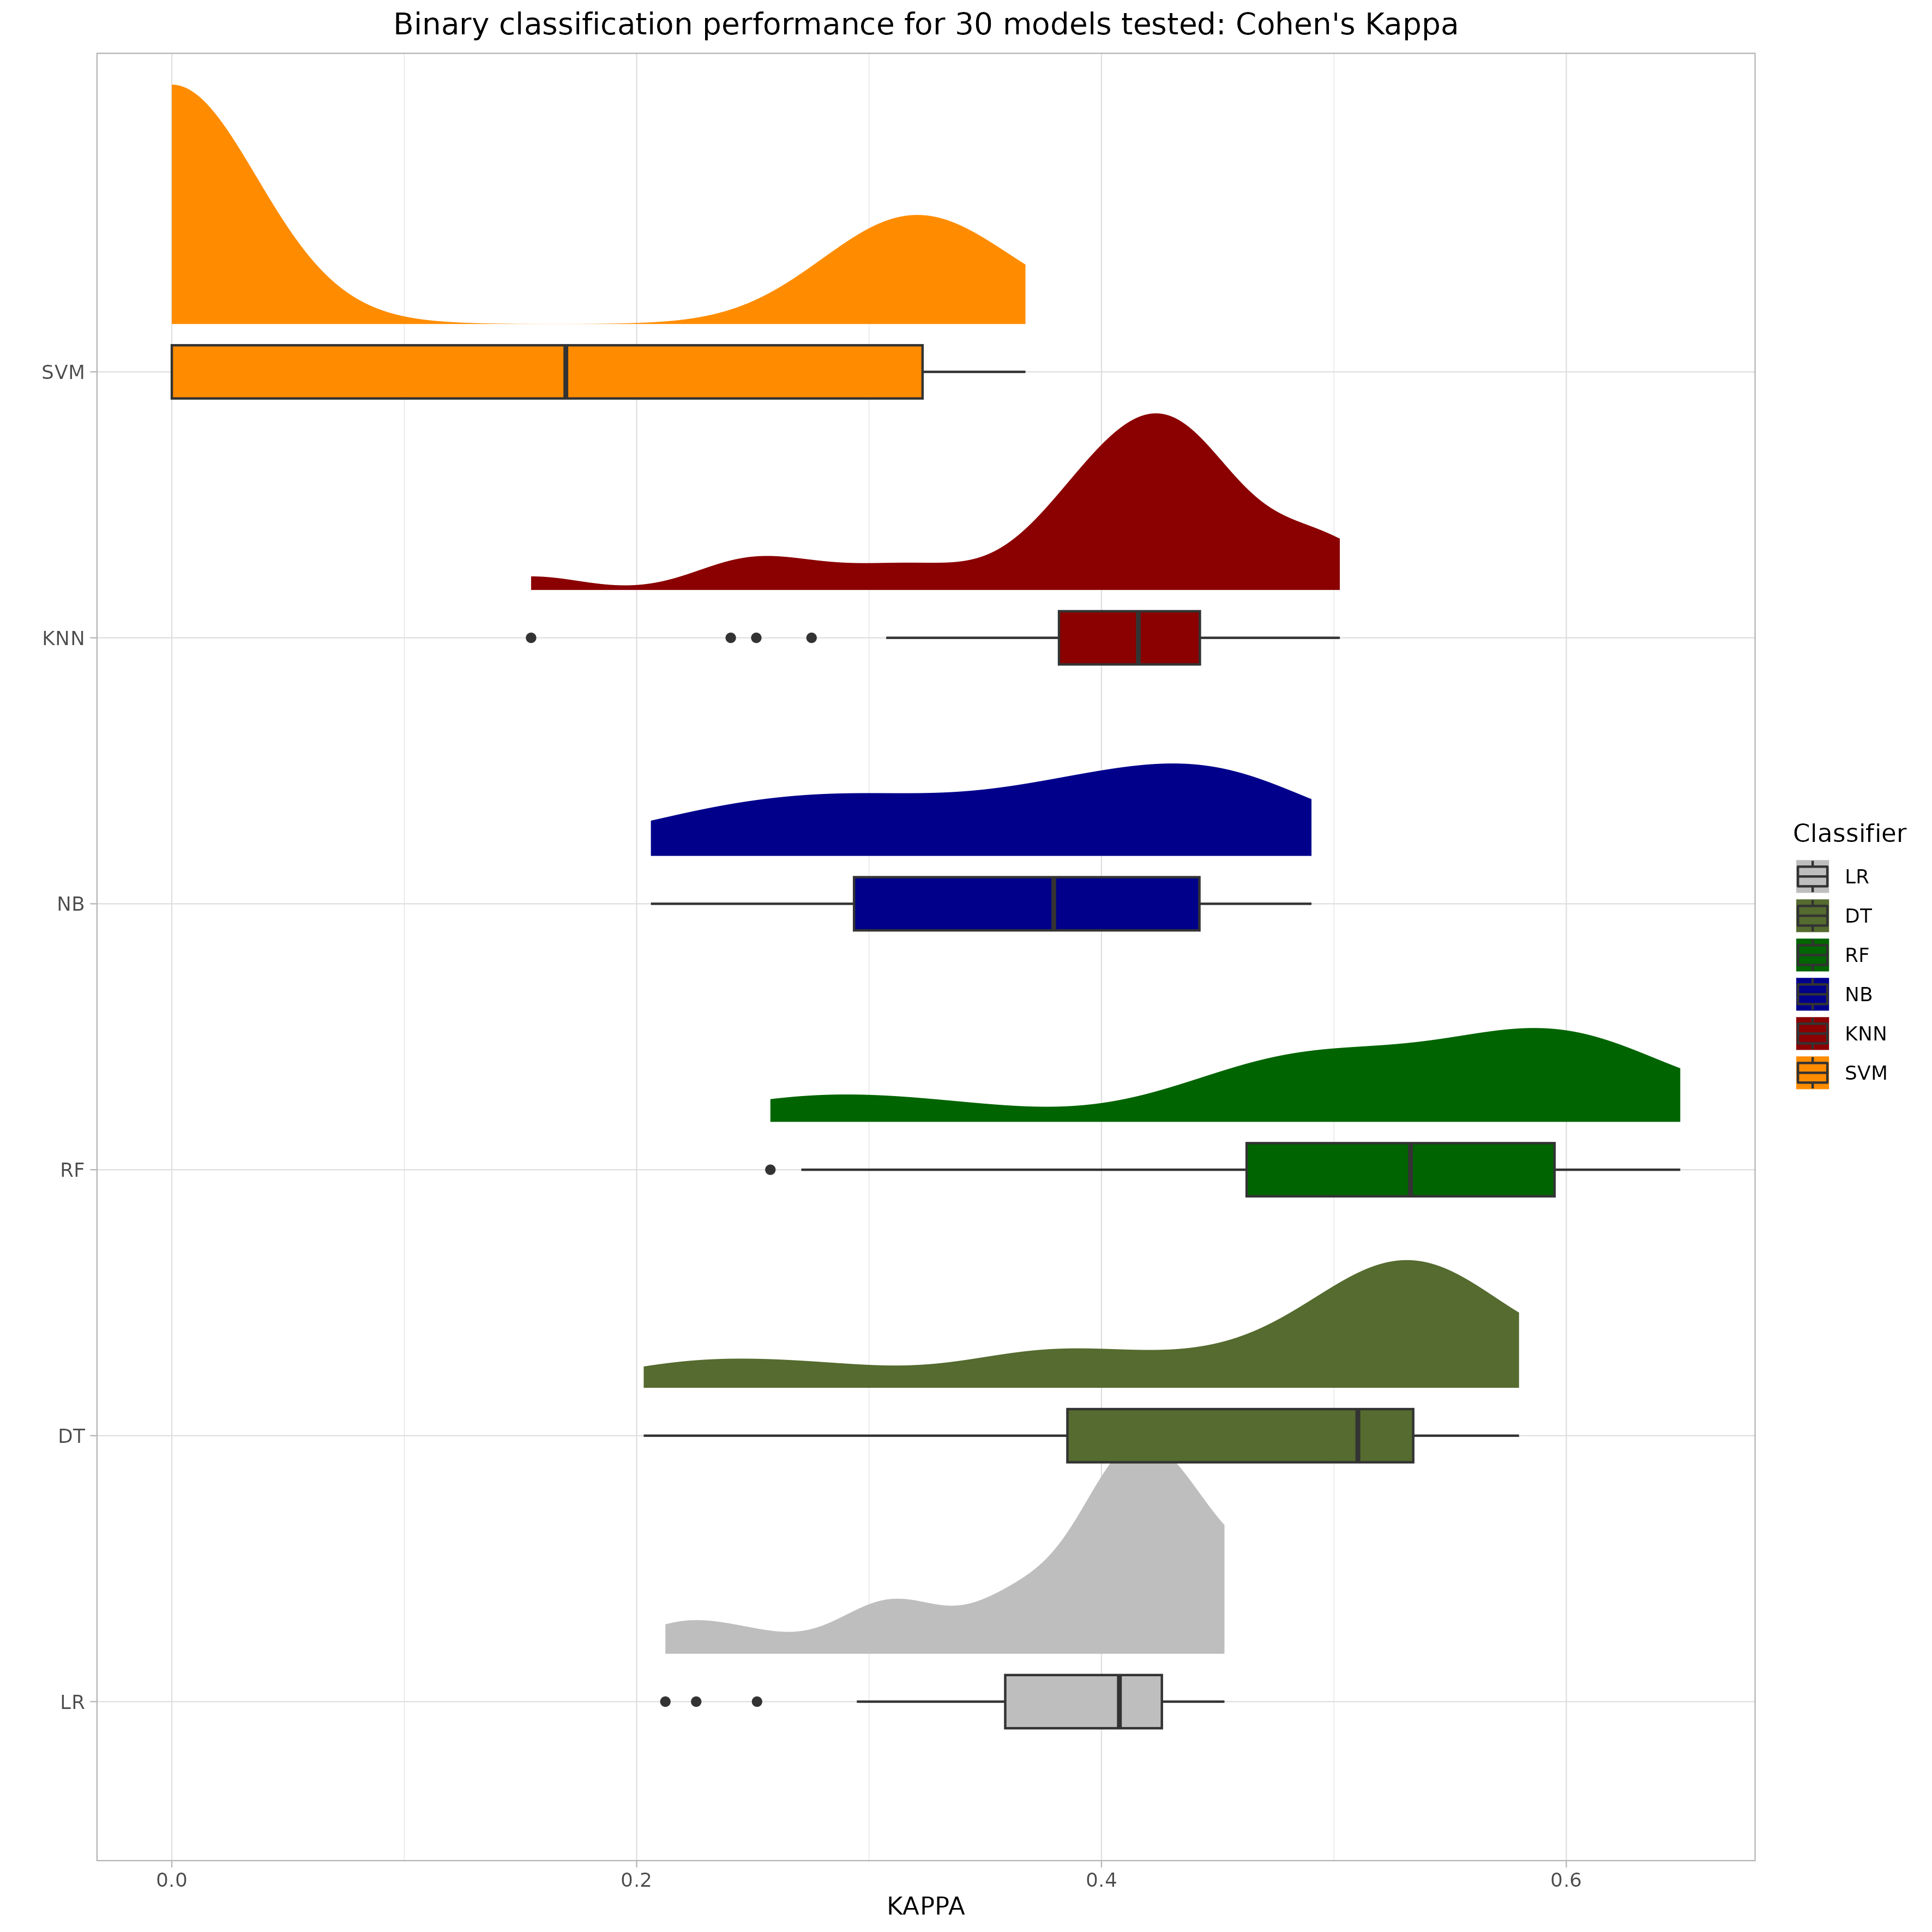 Binary classification performance for 30 models tested: Cohen's Kappa
SVM
KNN
NB
RF
DT
LR
0.0
0.2
0.4
0.6
KAPPA
Classifier
LR
DT
RF
NB
KNN
SVM